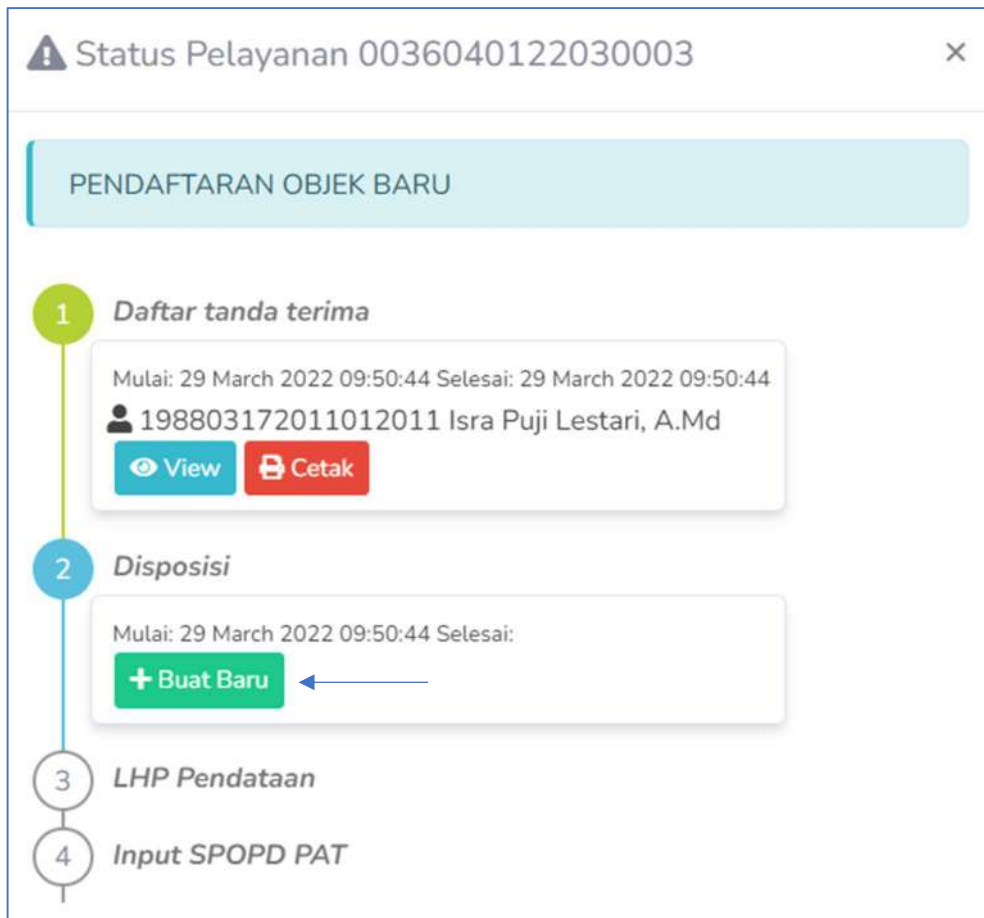 Status Pelayanan 0036040122030003
PENDAFTARAN OBJEK BARU
1 Daftar tanda terima
Mulai: 29 March 2022 09:50:44 Selesai: 29 March 2022 09:50:44
198803172011012011 Isra Puji Lestari, A.Md
View Cetak
2 Disposisi
Mulai: 29 March 2022 09:50:44 Selesai:
+ Buat Baru
3 LHP Pendataan
4 Input SPOPD PAT